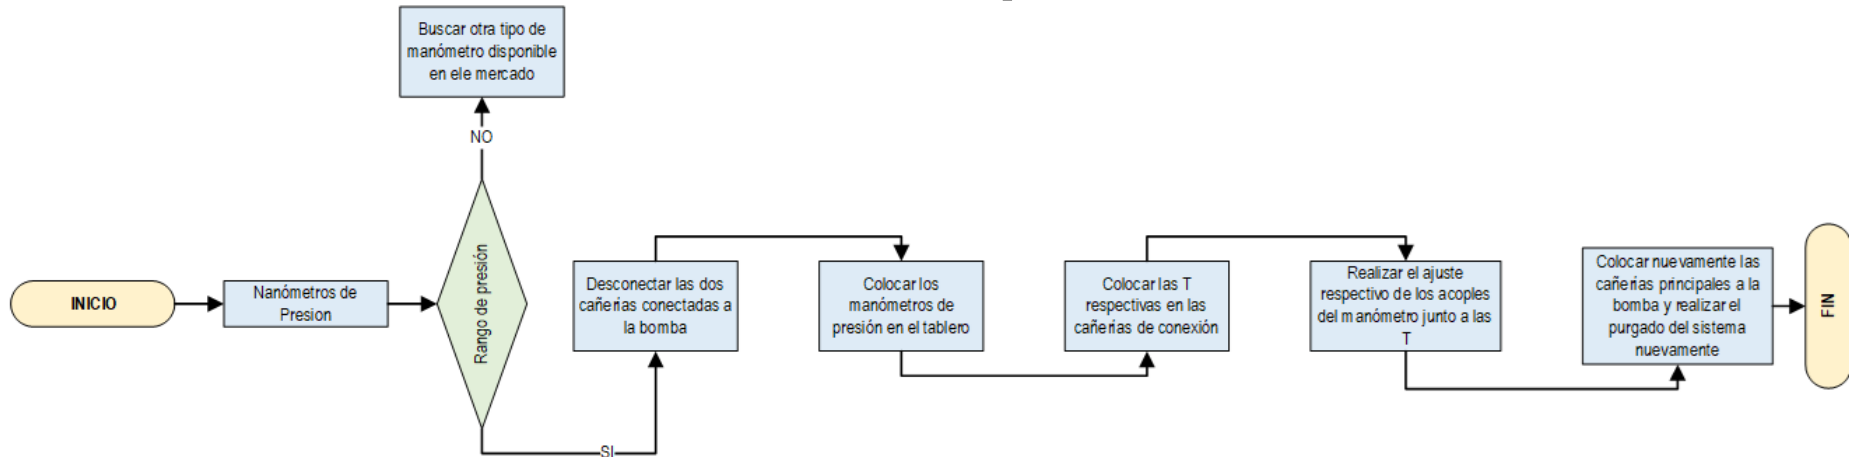 Buscar otra tipo de
manómetro disponible
en ele mercado
NO
Rango de presión
INICIO
Nanómetros de
Presion
SI
Desconectar las dos
cañerías conectadas a
la bomba
Colocar los
manómetros de
presión en el tablero
Colocar las T
respectivas en las
cañerías de conexión
Realizar el ajuste
respectivo de los acoples
del manómetro junto a las
T
Colocar nuevamente las
cañerías principales a la
bomba y realizar el
purgado del sistema
nuevamente
FIN